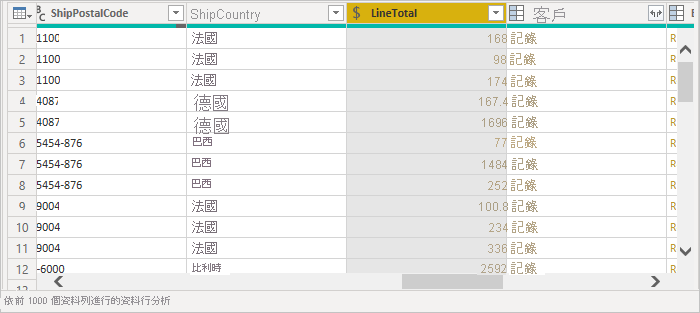 ShipPostalCode ShipCountry $ LineTotal 客戶
1 1100 法國 168 記錄 R
2 1100 法國 98 記錄 R
3 1100 法國 174 記錄 R
4 4087 德國 167.4 記錄 R
5 4087 德國 1696 記錄 R
6 5454-876 巴西 77 記錄 R
7 5454-876 巴西 1484 記錄 R
8 5454-876 巴西 252 記錄 R
9 9004 法國 100.8 記錄 R
10 9004 法國 234 記錄 R
11 9004 法國 336 記錄 R
12 -6000 比利時 2592 記錄 R
依前 1000 個資料列進行的資料行分析